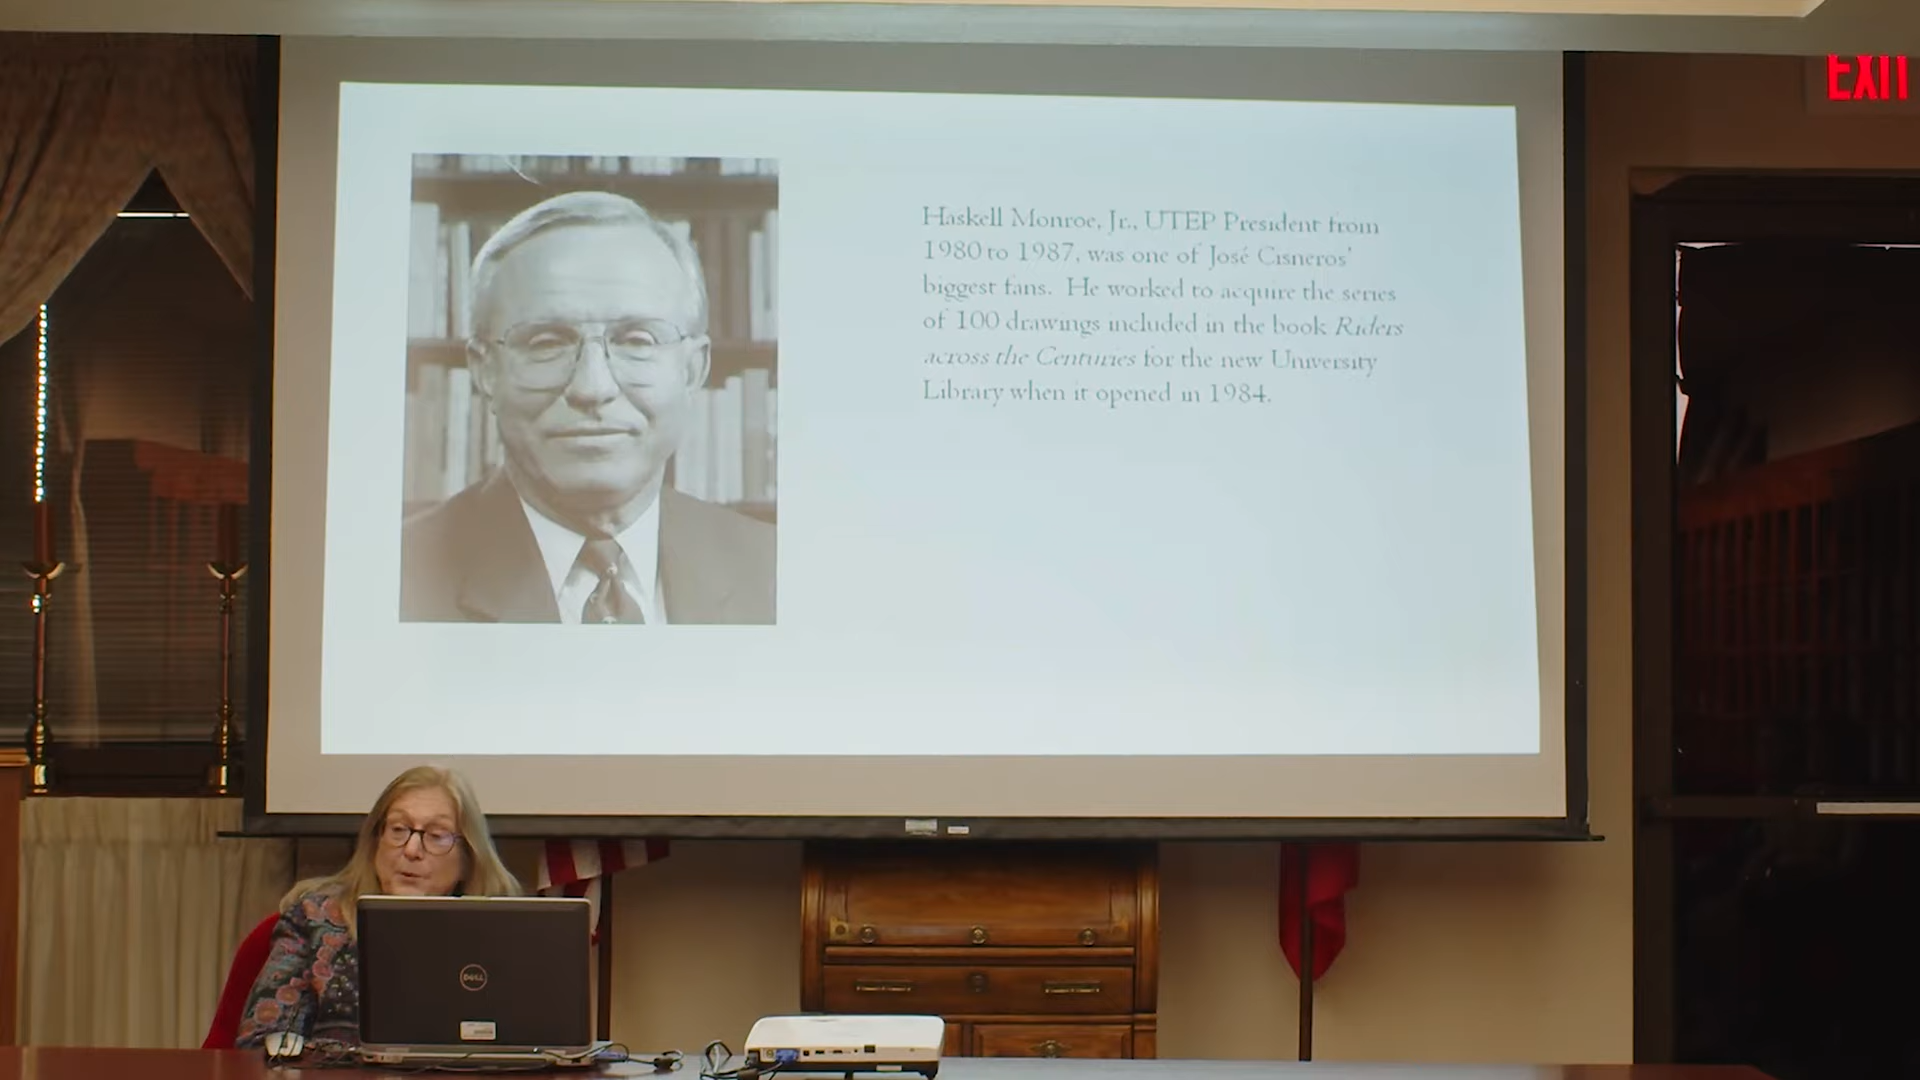 EXIT
Haskell Monroe, Jr., UTEP President from
1980 to 1987, was one of José Cisneros'
biggest fans.  He worked to acquire the series
of 100 drawings included in the book Riders
across the Centuries for the new University
Library when it opened in 1984.
DELL